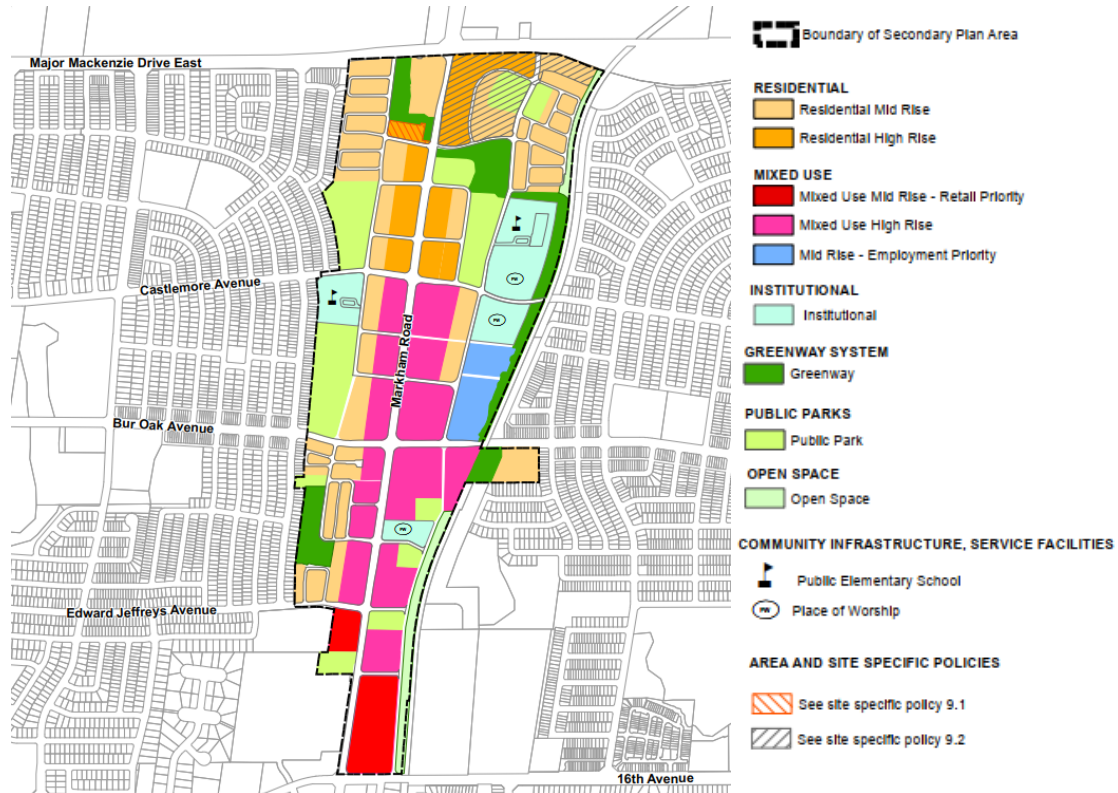 Major Mackenzie Drive East
Castlemore Avenue
Markham Road
Bur Oak Avenue
Edward Jeffreys Avenue
16th Avenue
PW
PW
PW
Boundary of Secondary Plan Area
RESIDENTIAL
Residential Mid Rise
Residential High Rise
MIXED USE
Mixed Use Mid Rise - Retail Priority
Mixed Use High Rise
Mid Rise - Employment Priority
INSTITUTIONAL
Institutional
GREENWAY SYSTEM
Greenway
PUBLIC PARKS
Public Park
OPEN SPACE
Open Space
COMMUNITY INFRASTRUCTURE, SERVICE FACILITIES
Public Elementary School
PW
Place of Worship
AREA AND SITE SPECIFIC POLICIES
See site specific policy 9.1
See site specific policy 9.2